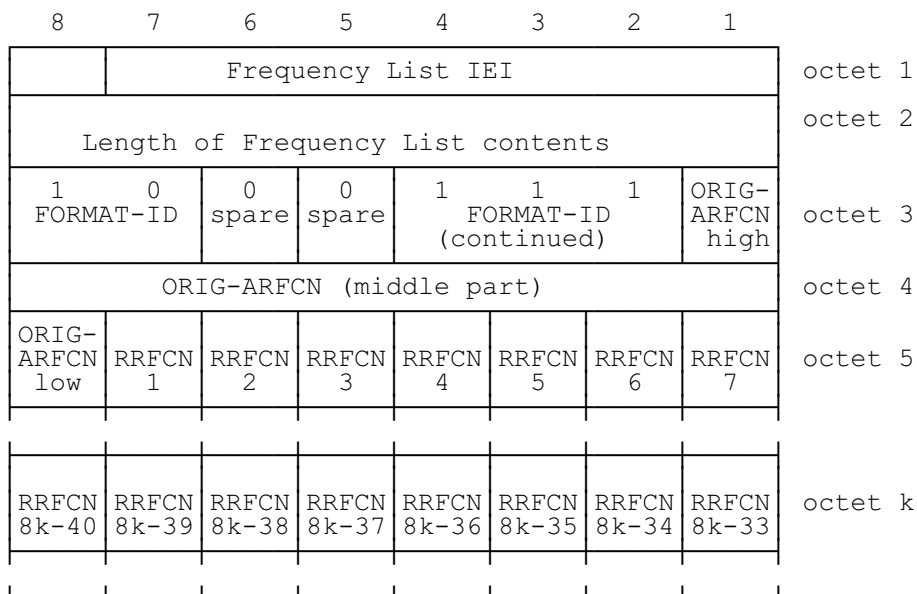 8 7 6 5 4 3 2 1
Frequency List IEI octet 1
octet 2
Length of Frequency List contents
1 0 0 0 1 1 1 ORIG-
FORMAT-ID spare spare FORMAT-ID ARFCN octet 3
(continued) high
ORIG-ARFCN (middle part) octet 4
ORIG-
ARFCN RRFCN RRFCN RRFCN RRFCN RRFCN RRFCN RRFCN octet 5
low 1 2 3 4 5 6 7
RRFCN RRFCN RRFCN RRFCN RRFCN RRFCN RRFCN RRFCN octet k
8k-40 8k-39 8k-38 8k-37 8k-36 8k-35 8k-34 8k-33